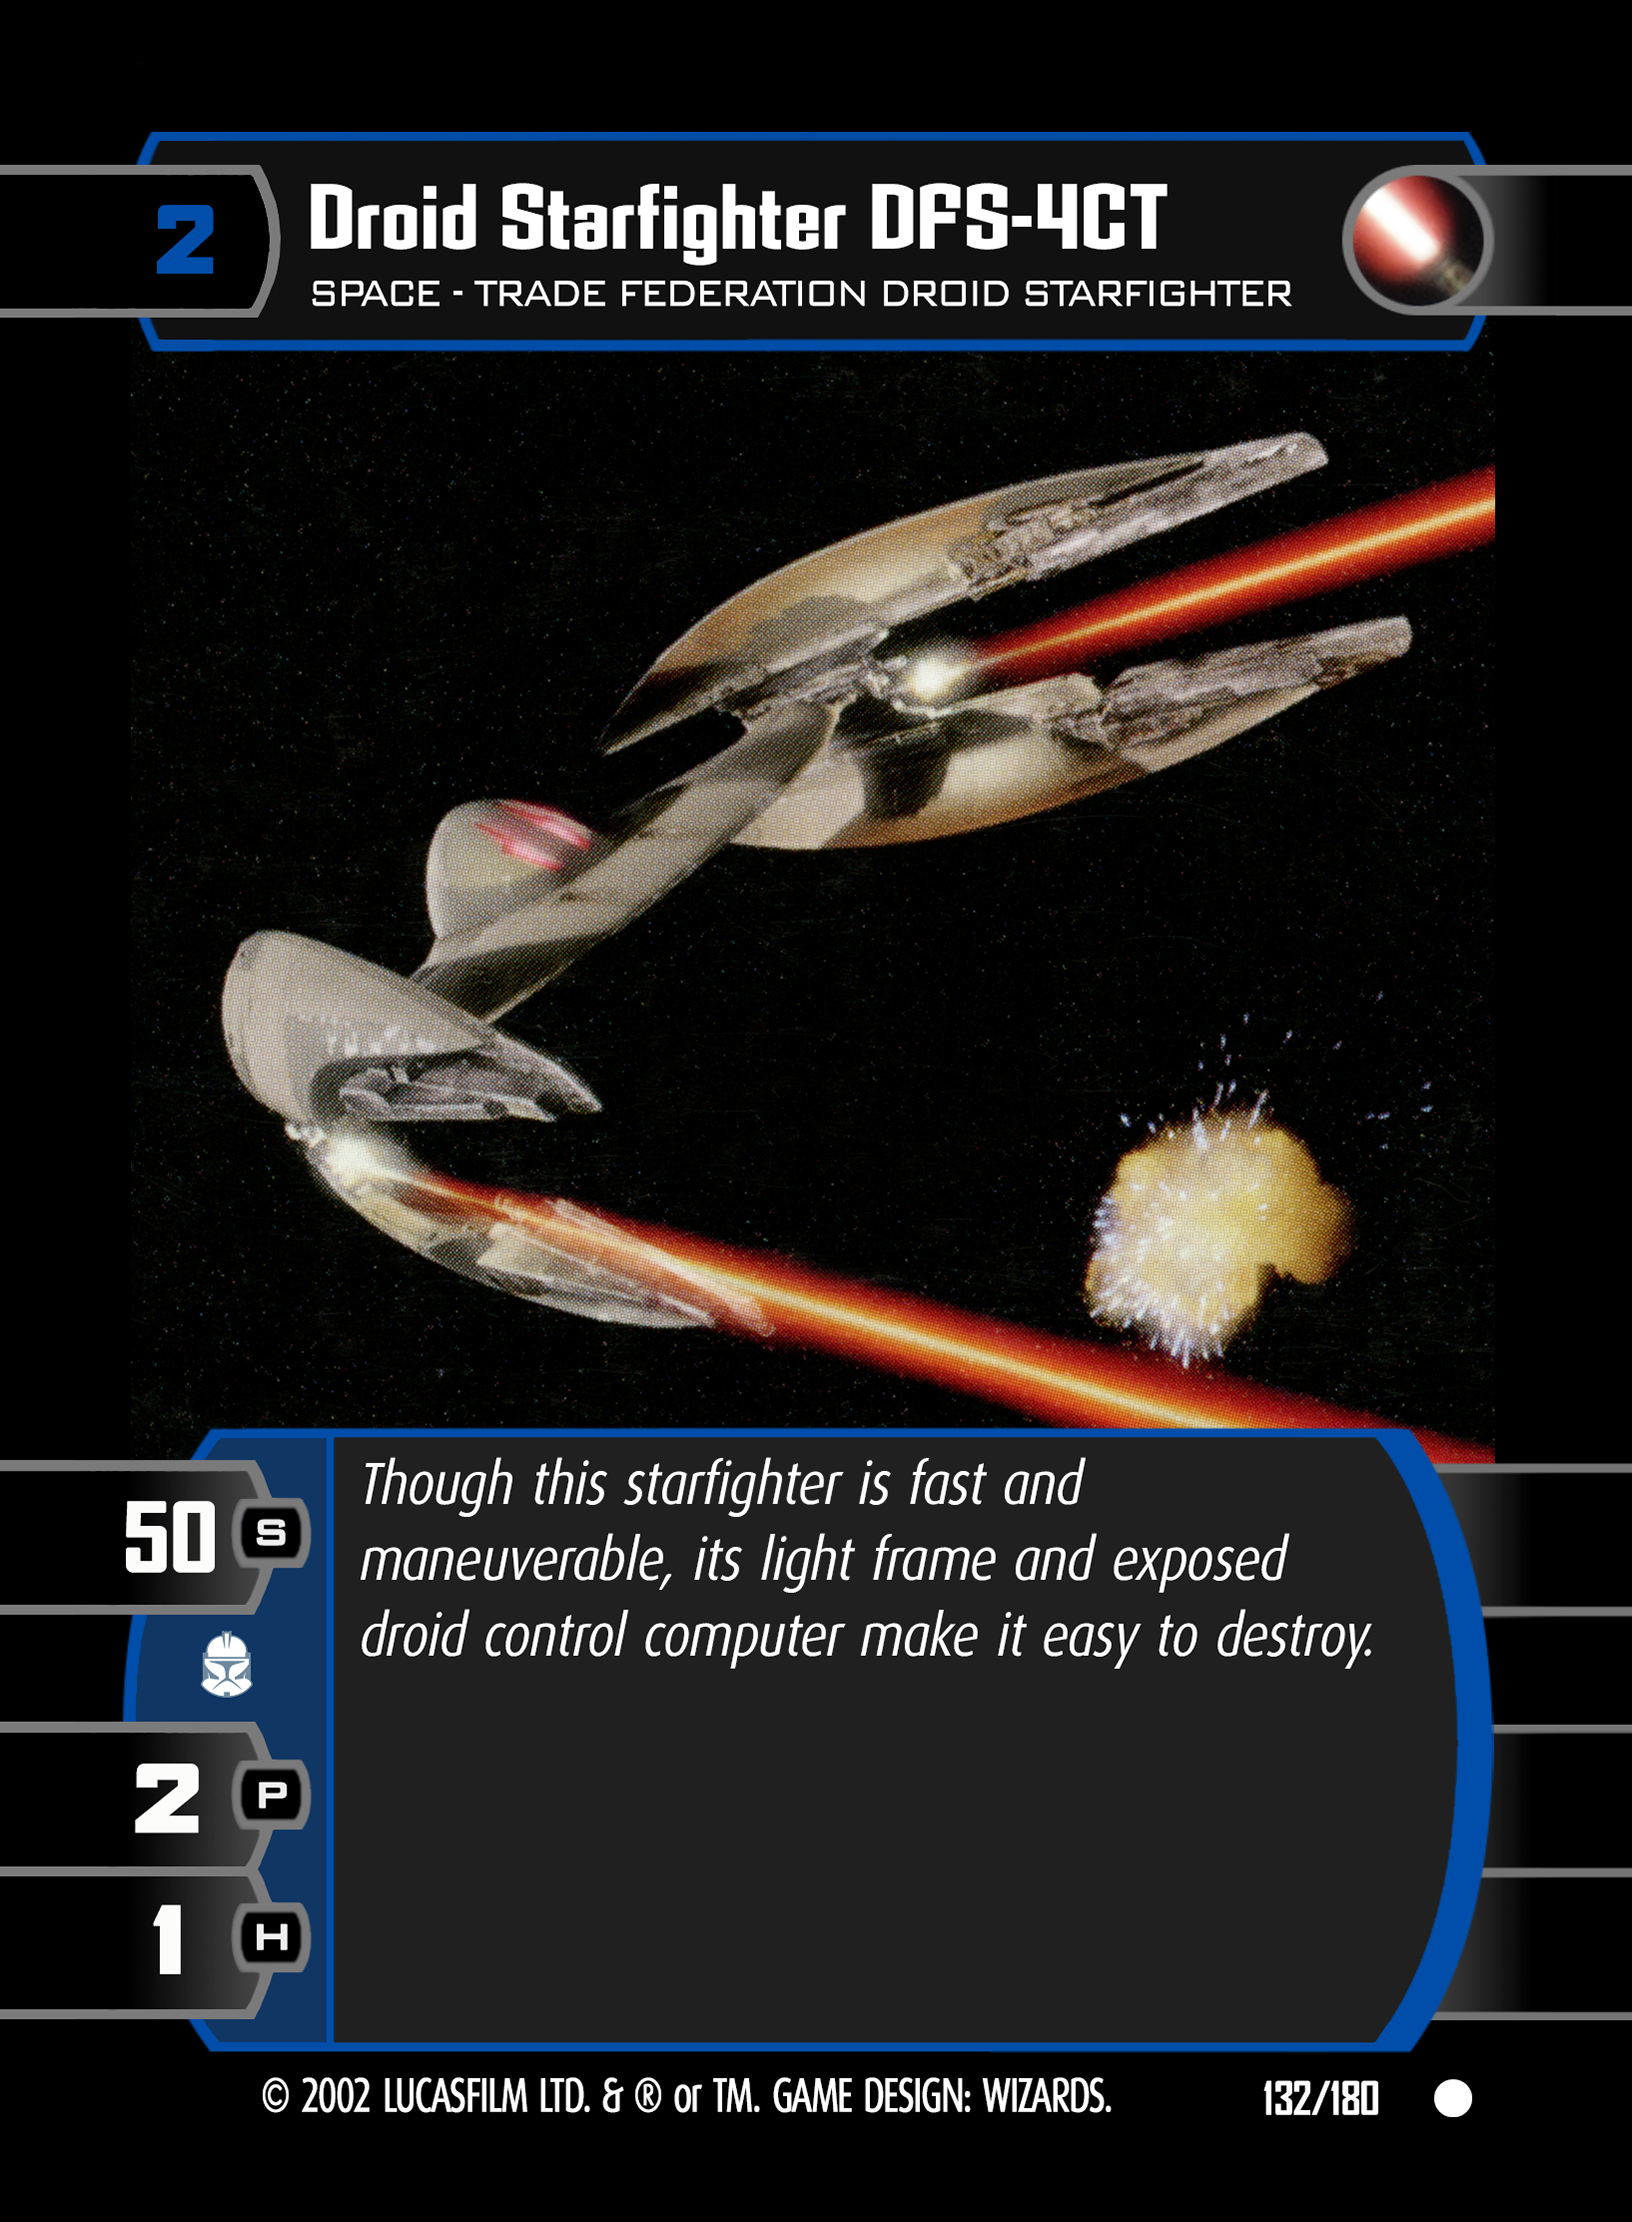 2
Droid Starfighter DFS-4CT
SPACE - TRADE FEDERATION DROID STARFIGHTER
50 S
Though this starfighter is fast and
maneuverable, its light frame and exposed
droid control computer make it easy to destroy.
2 P
1 H
© 2002 LUCASFILM LTD. & ® or TM. GAME DESIGN: WIZARDS.
132/180